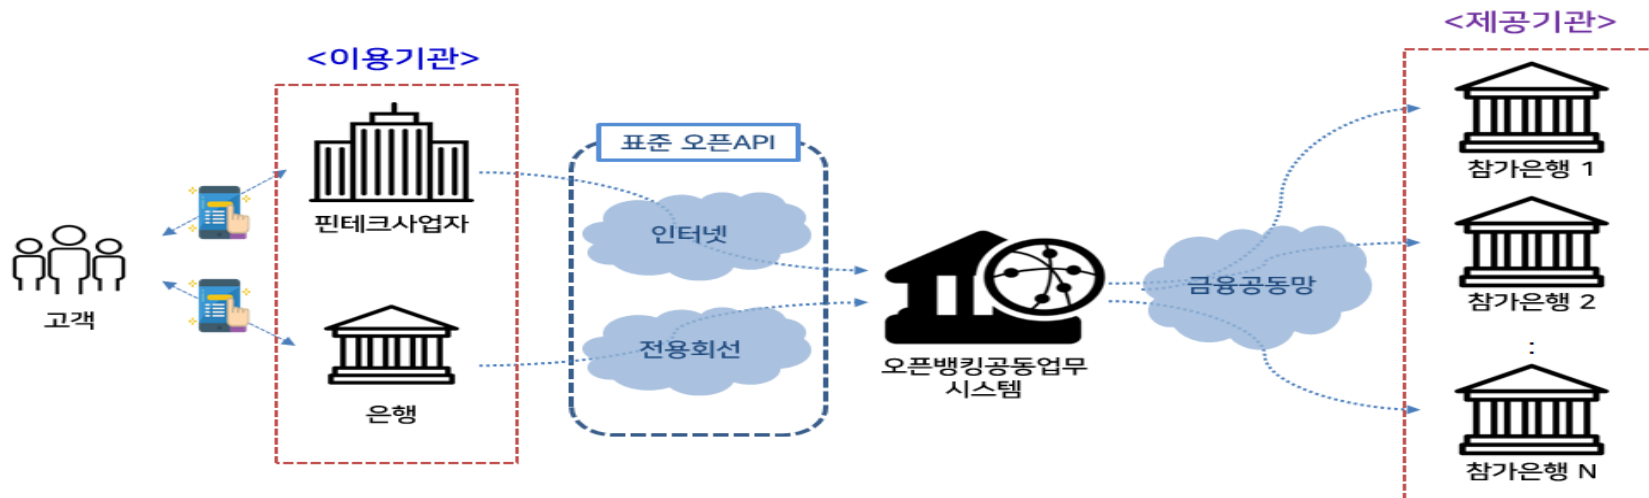 <이용기관>
핀테크사업자
은행
고객
표준 오픈API
인터넷
전용회선
오픈뱅킹공동업무
시스템
금융공동망
<제공기관>
참가은행 1
참가은행 2
:
참가은행 N